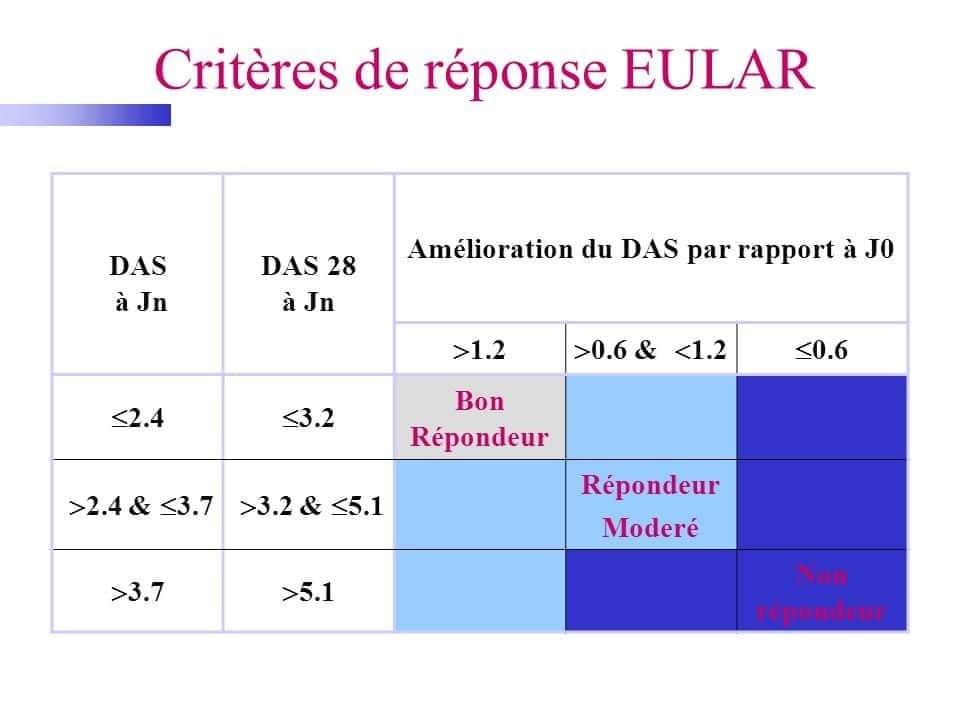 Critères de réponse EULAR
DAS
à Jn
DAS 28
à Jn
Amélioration du DAS par rapport à J0
>1.2
>0.6 & <1.2
≤0.6
≤2.4
≤3.2
Bon
Répondeur
>2.4 & ≤3.7
>3.2 & ≤5.1
Répondeur
Moderé
>3.7
>5.1
Non
répondeur